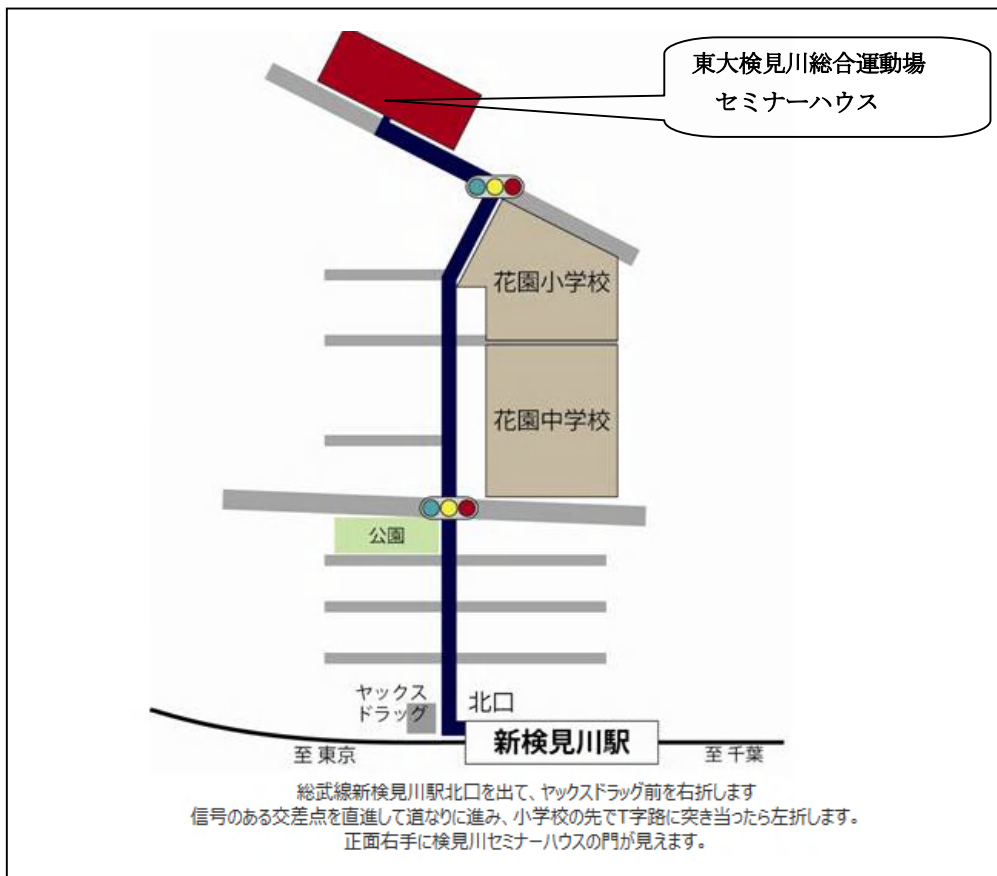 東大検見川総合運動場
セミナーハウス
花園小学校
花園中学校
公園
ヤックス
ドラッグ
北口
新検見川駅
至東京
至千葉
総武線新検見川駅北口を出て、ヤックスドラッグ前を右折します
信号のある交差点を直進して道なりに進み、小学校の先でT字路に突き当ったら左折します。
正面右手に検見川セミナーハウスの門が見えます。